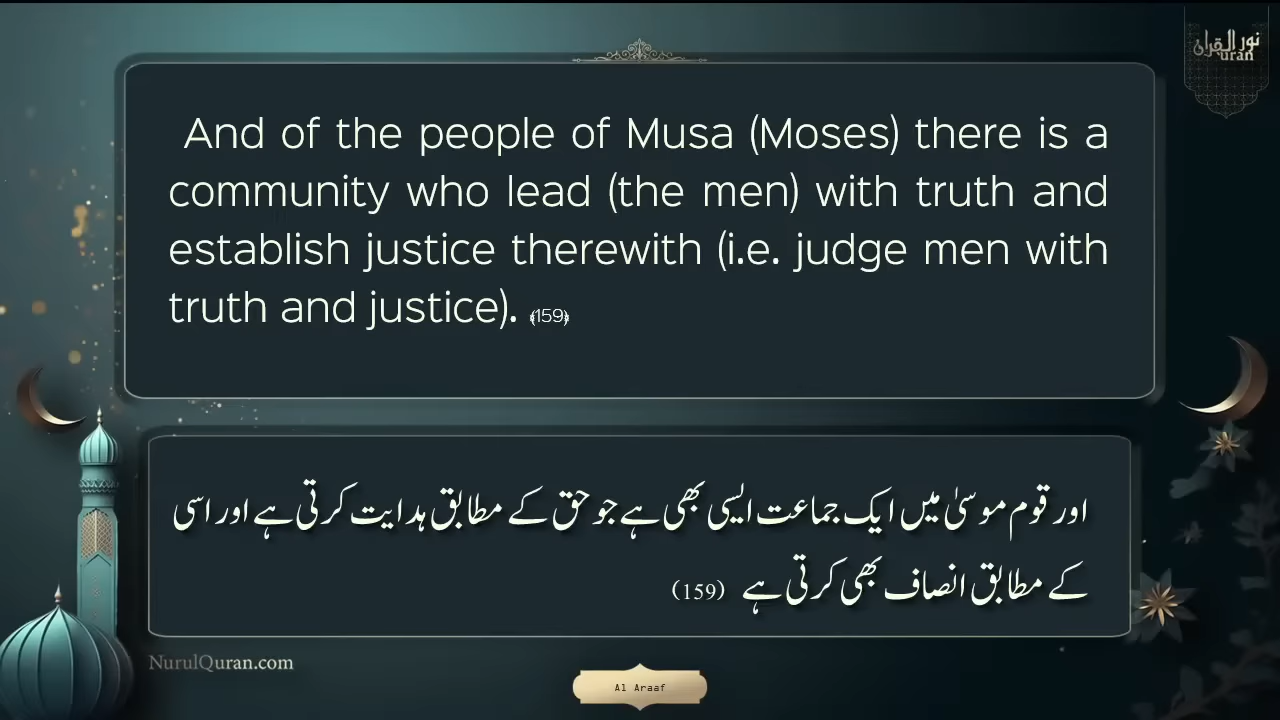 نور القرآن
uran
And of the people of Musa (Moses) there is a
community who lead (the men) with truth and
establish justice therewith (i.e. judge men with
truth and justice). ﴾159﴿
اور قوم موسیٰ میں ایک جماعت ایسی بھی ہے جو حق کے مطابق ہدایت کرتی ہے اور اسی
کے مطابق انصاف بھی کرتی ہے (159)
NurulQuran.com
Al Araaf